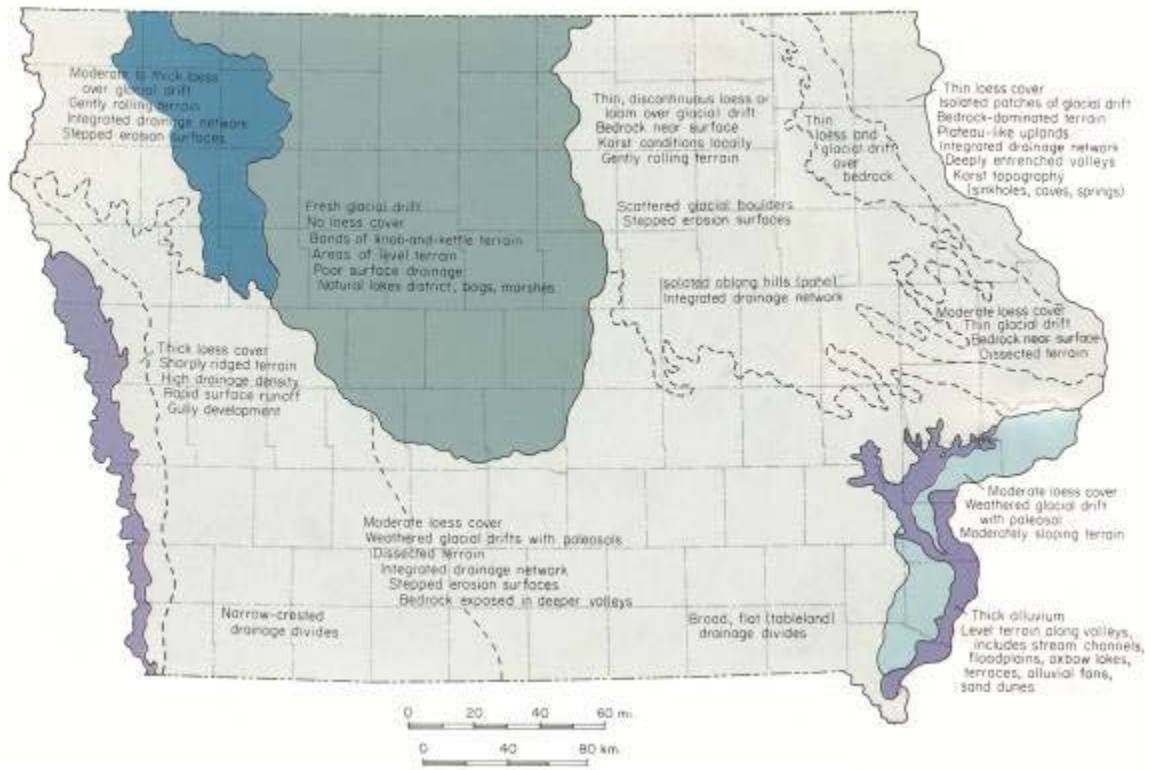 Moderate to thick loess
over glacial drift
Gently rolling terrain
Integrated drainage network
Stepped erosion surfaces
Fresh glacial drift
No loess cover
Bands of knob-and-kettle terrain
Areas of level terrain
Poor surface drainage
Natural lakes district, bogs, marshes
Thin, discontinuous loess or
loam over glacial drift
Bedrock near surface
Karst conditions locally
Gently rolling terrain
Scattered glacial boulders
Stepped erosion surfaces
Isolated oblong hills (paha)
Integrated drainage network
Thin
loess and
glacial drift
over
bedrock
Thin loess cover
Isolated patches of glacial drift
Bedrock-dominated terrain
Plateau-like uplands
Integrated drainage network
Deeply entrenched valleys
Karst topography
(sinkholes, caves, springs)
Moderate loess cover
Thin glacial drift
Bedrock near surface
Dissected terrain
Thick loess cover
Sharply ridged terrain
High drainage density
Rapid surface runoff
Gully development
Moderate loess cover
Weathered glacial drifts with paleosols
Dissected terrain
Integrated drainage network
Stepped erosion surfaces
Bedrock exposed in deeper valleys
Narrow-crested
drainage divides
Broad, flat (tableland)
drainage divides
Moderate loess cover
Weathered glacial drift
with paleosol
Moderately sloping terrain
Thick alluvium
Level terrain along valleys,
includes stream channels,
floodplains, oxbow lakes,
terraces, alluvial fans,
sand dunes
0 20 40 60 mi.
0 40 80 km.